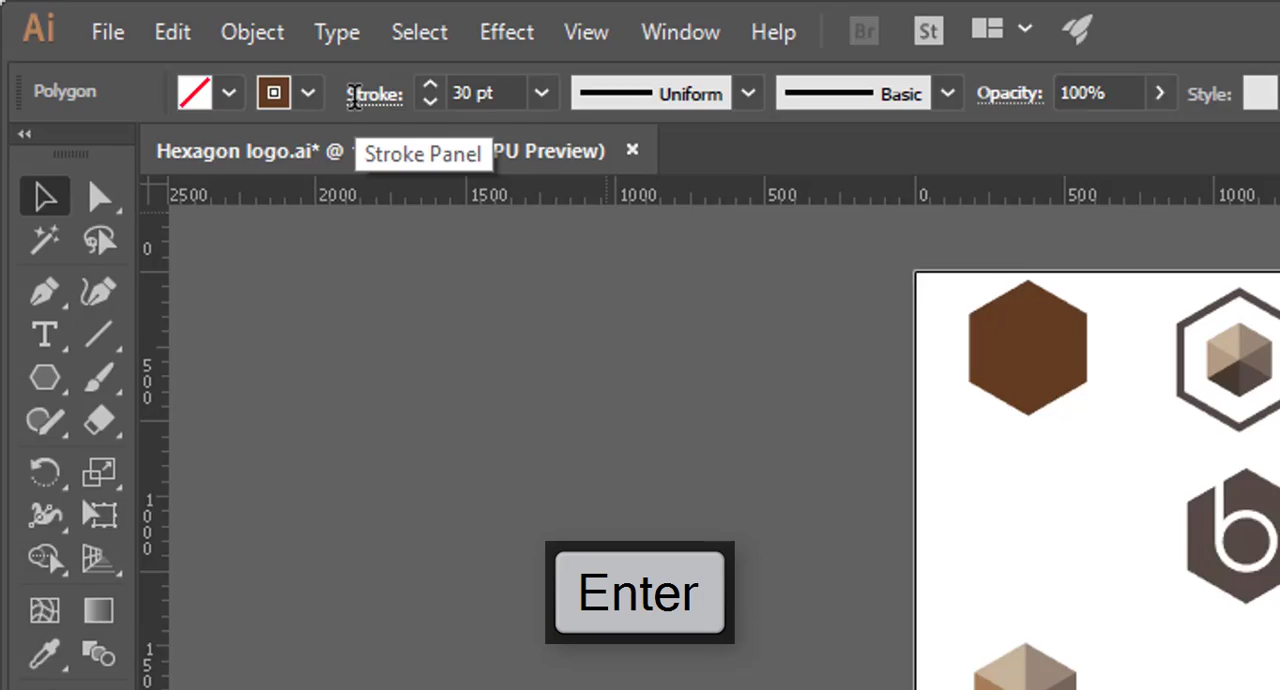 Ai File Edit Object Type Select Effect View Window Help Br St
Polygon Stroke: 30 pt Uniform Basic Opacity: 100% Style:
Hexagon logo.ai* @ PU Preview) ×
Stroke Panel
2500 2000 1500 1000 500 0 500 1000
0
500
1000
150
T
b
Enter